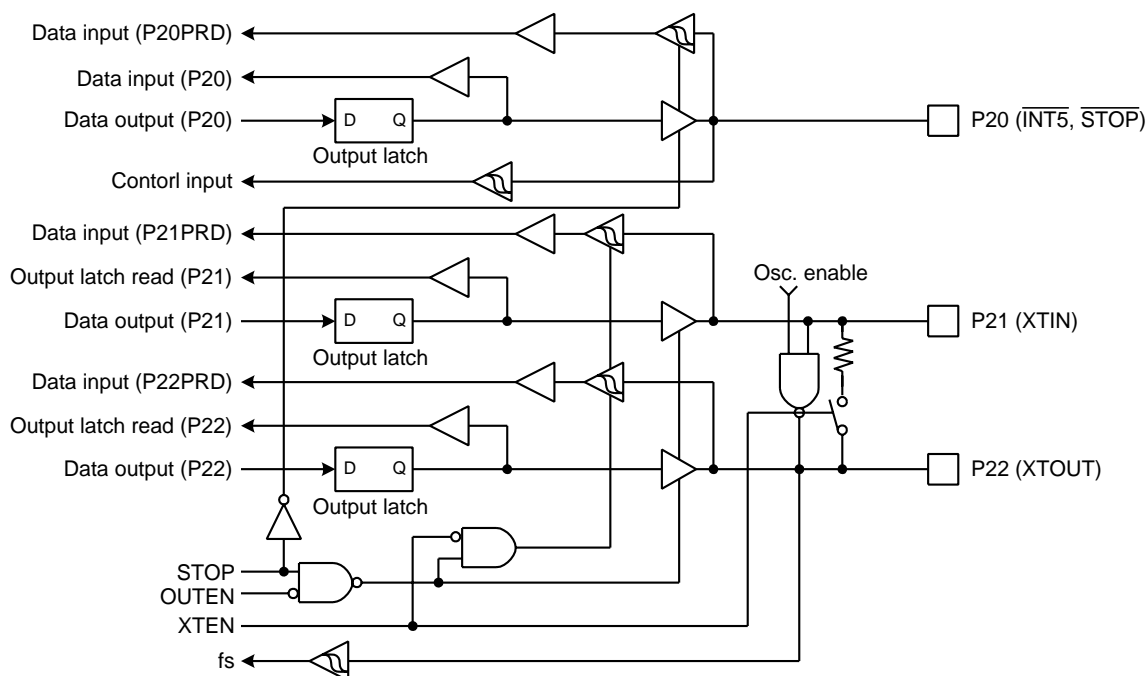 Data input (P20PRD)
Data input (P20)
Data output (P20)
D Q
Output latch
P20 (INT5, STOP)
Contorl input
Data input (P21PRD)
Output latch read (P21)
Osc. enable
Data output (P21)
D Q
Output latch
P21 (XTIN)
Data input (P22PRD)
Output latch read (P22)
Data output (P22)
D Q
Output latch
P22 (XTOUT)
STOP
OUTEN
XTEN
fs